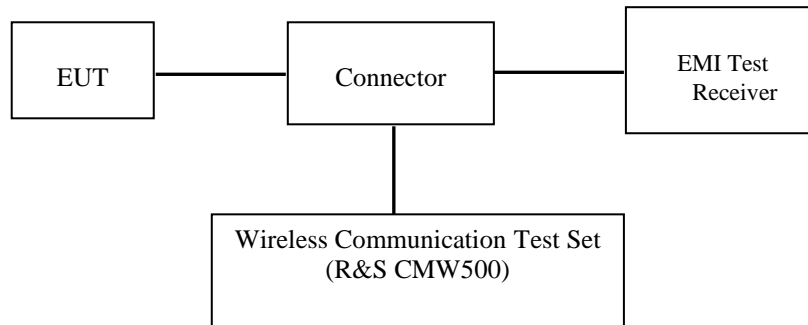 EUT
Connector
EMI Test
Receiver
Wireless Communication Test Set
(R&S CMW500)